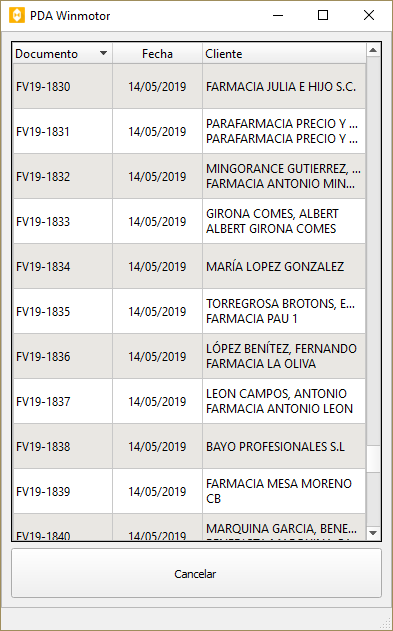 PDA Winmotor
Documento Fecha Cliente
FV19-1830 14/05/2019 FARMACIA JULIA E HIJO S.C.
FV19-1831 14/05/2019 PARAFARMACIA PRECIO Y ...
PARAFARMACIA PRECIO Y ...
FV19-1832 14/05/2019 MINGORANCE GUTIERREZ, ...
FARMACIA ANTONIO MIN...
FV19-1833 14/05/2019 GIRONA COMES, ALBERT
ALBERT GIRONA COMES
FV19-1834 14/05/2019 MARÍA LOPEZ GONZALEZ
FV19-1835 14/05/2019 TORREGROSA BROTONS, E...
FARMACIA PAU 1
FV19-1836 14/05/2019 LÓPEZ BENÍTEZ, FERNANDO
FARMACIA LA OLIVA
FV19-1837 14/05/2019 LEON CAMPOS, ANTONIO
FARMACIA ANTONIO LEON
FV19-1838 14/05/2019 BAYO PROFESIONALES S.L
FV19-1839 14/05/2019 FARMACIA MESA MORENO
CB
FV19-1840 14/05/2019 MARQUINA GARCIA, BENE...
Cancelar